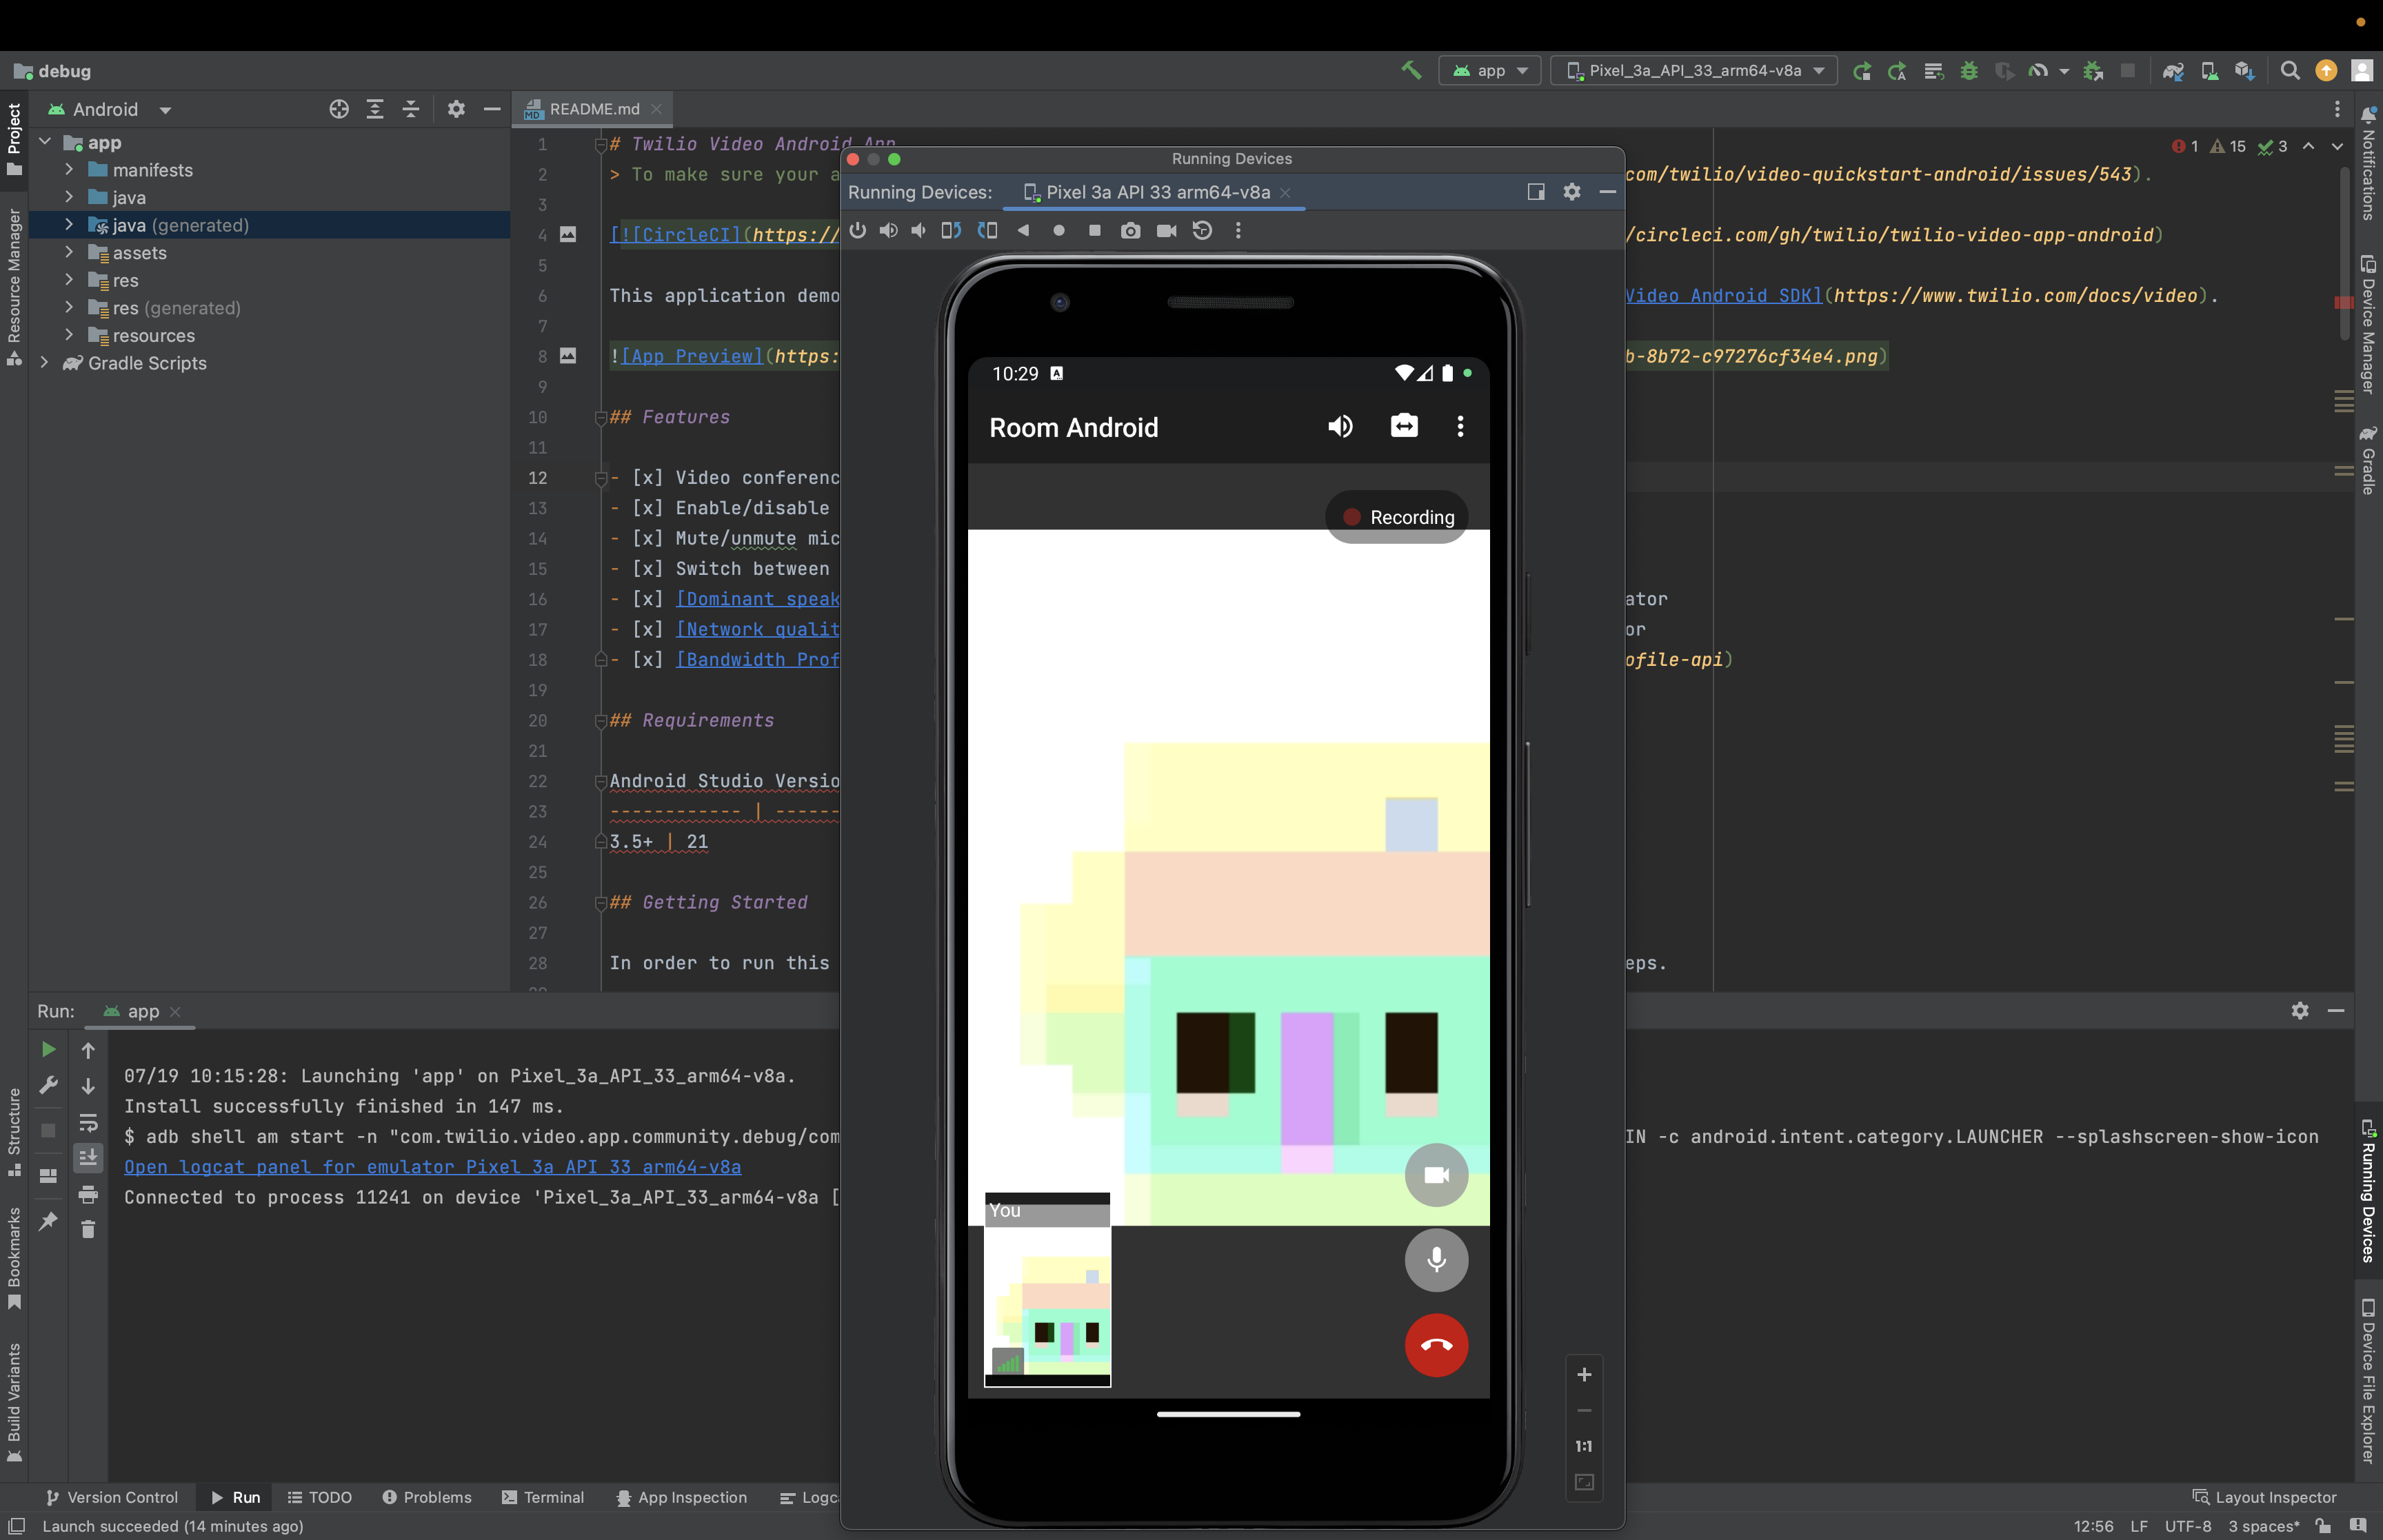 debug
app
Pixel_3a_API_33_arm64-v8a
Android
README.md
Project
Resource Manager
app
manifests
java
java (generated)
assets
res
res (generated)
resources
Gradle Scripts
1 # Twilio Video Android App
2 > To make sure your a
com/twilio/video-quickstart-android/issues/543).
1 15 3
3
4 [![CircleCI](https://
/circleci.com/gh/twilio/twilio-video-app-android)
5
6 This application demo
Video Android SDK](https://www.twilio.com/docs/video).
7
8 ![App Preview](https:
b-8b72-c97276cf34e4.png)
9
10 ## Features
11
12 - [x] Video conferenc
13 - [x] Enable/disable
14 - [x] Mute/unmute mic
15 - [x] Switch between
16 - [x] [Dominant speak
ator
17 - [x] [Network qualit
or
18 - [x] [Bandwidth Prof
ofile-api)
19
20 ## Requirements
21
22 Android Studio Versio
23 ------------ | ------
24 3.5+ | 21
25
26 ## Getting Started
27
28 In order to run this
eps.
Running Devices
Running Devices: Pixel 3a API 33 arm64-v8a
10:29
Room Android
Recording
You
1:1
Notifications
Device Manager
Gradle
Running Devices
Device File Explorer
Run: app
07/19 10:15:28: Launching 'app' on Pixel_3a_API_33_arm64-v8a.
Install successfully finished in 147 ms.
$ adb shell am start -n "com.twilio.video.app.community.debug/com
IN -c android.intent.category.LAUNCHER --splashscreen-show-icon
Open logcat panel for emulator Pixel 3a API 33 arm64-v8a
Connected to process 11241 on device 'Pixel_3a_API_33_arm64-v8a [
Structure
Bookmarks
Build Variants
Version Control
Run
TODO
Problems
Terminal
App Inspection
Logc
Layout Inspector
Launch succeeded (14 minutes ago)
12:56 LF UTF-8 3 spaces*